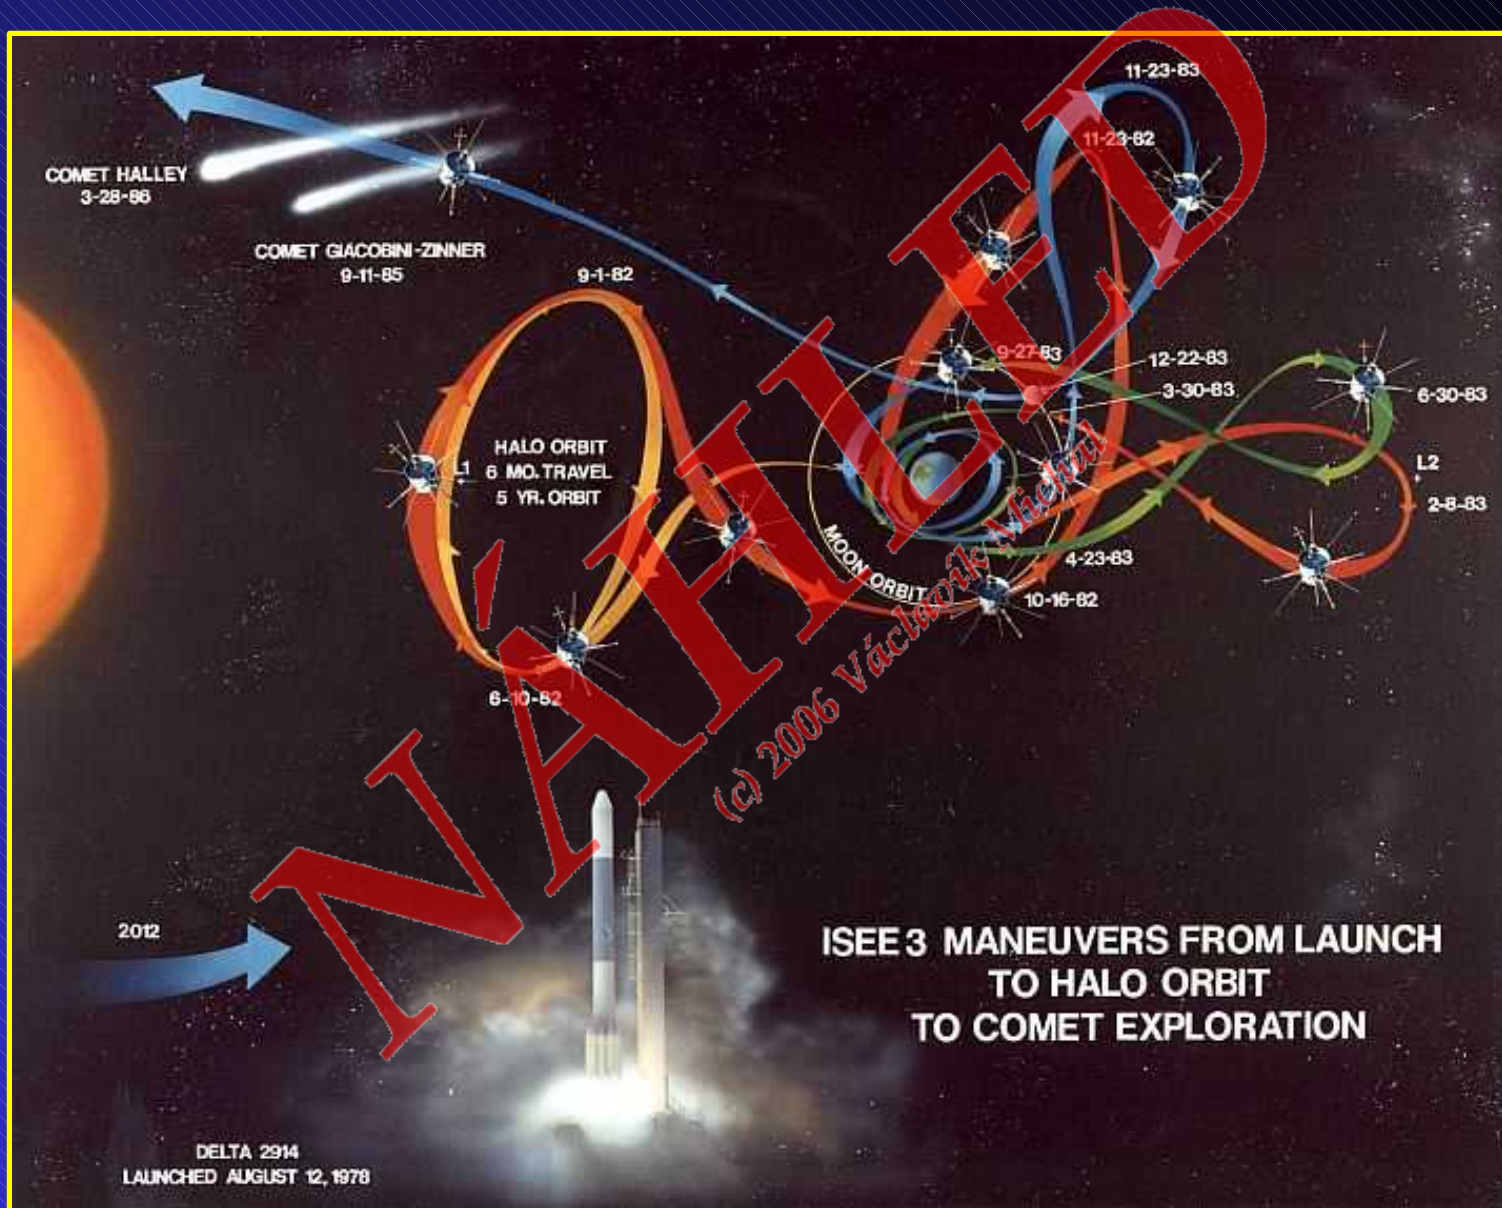 11-23-83
11-23-82
COMET HALLEY
3-28-86
COMET GIACOBINI-ZINNER
9-11-85
9-1-82
9-27-83
12-22-83
3-30-83
6-30-83
HALO ORBIT
6 MO. TRAVEL
5 YR. ORBIT
L1
L2
2-8-83
MOON ORBIT
4-23-83
10-16-82
6-10-82
NÁHLED
(c) 2006 Václavík Michal
2012
ISEE 3 MANEUVERS FROM LAUNCH
TO HALO ORBIT
TO COMET EXPLORATION
DELTA 2914
LAUNCHED AUGUST 12, 1978